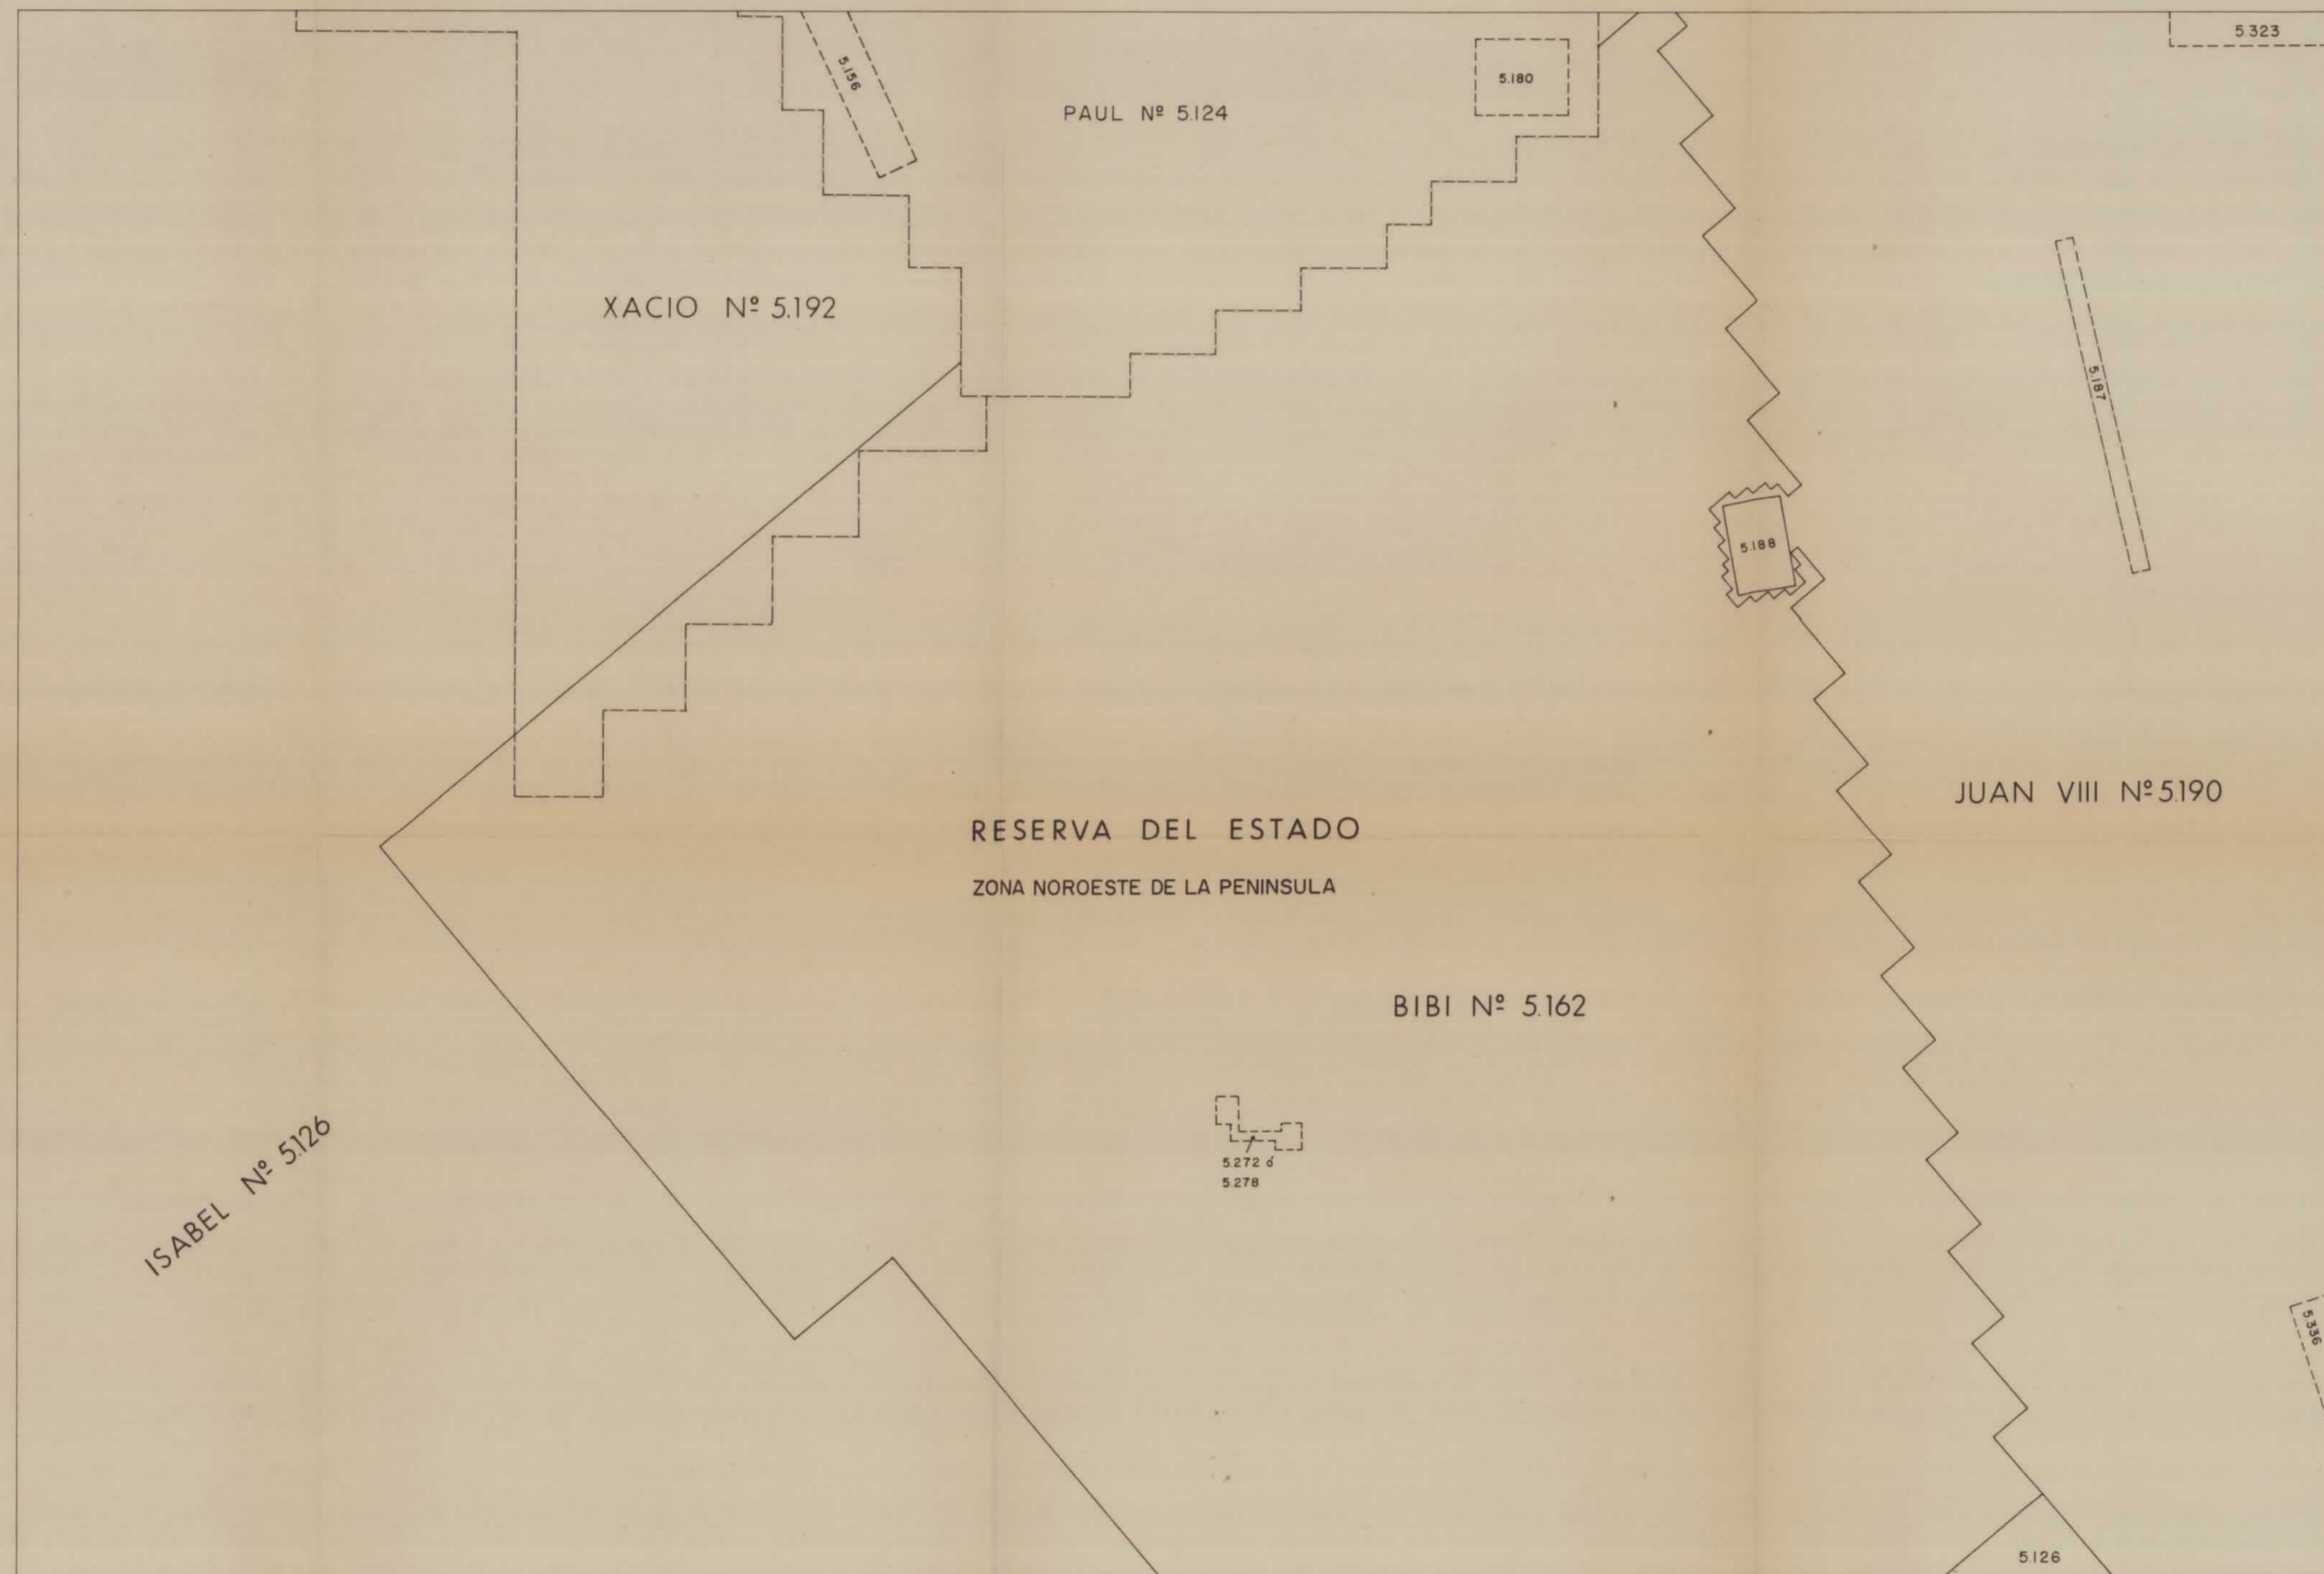 5.323
5.156
5.180
PAUL Nº 5.124
XACIO Nº 5.192
5.187
5.188
JUAN VIII Nº 5.190
RESERVA DEL ESTADO
ZONA NOROESTE DE LA PENINSULA
BIBI Nº 5.162
ISABEL Nº 5.126
5.272 ó
5.278
5.336
5.126